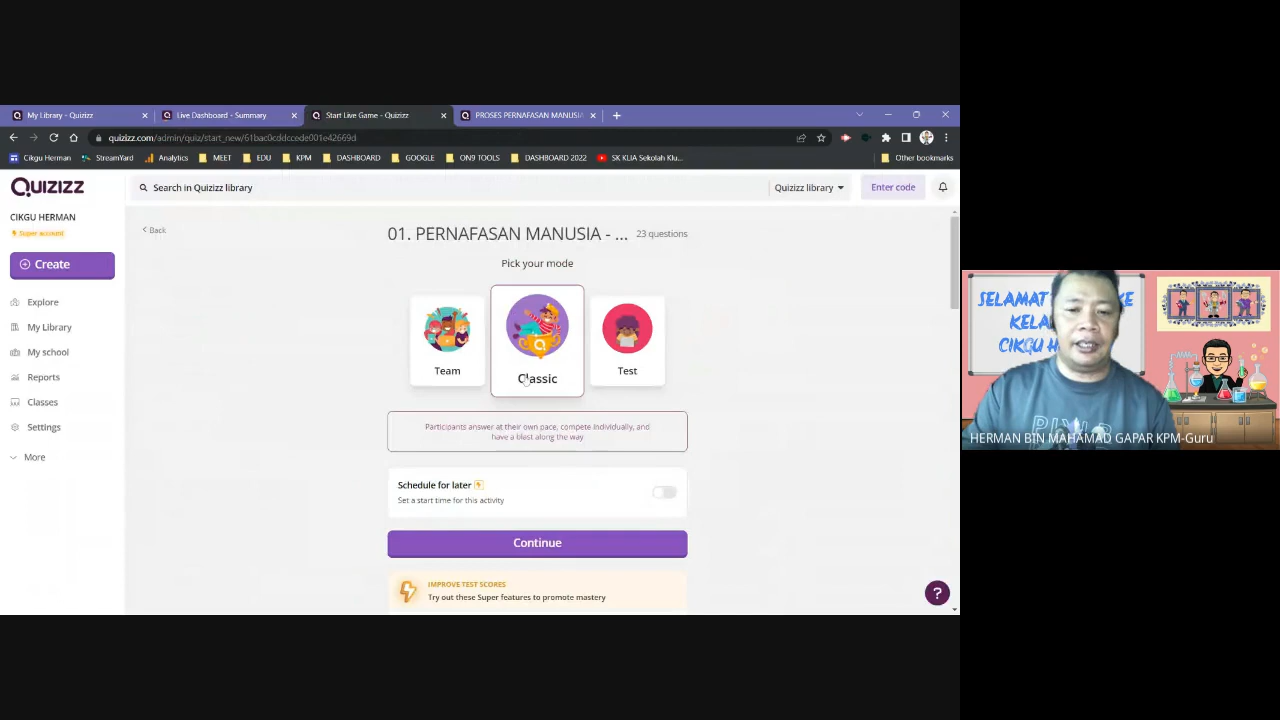 My Library - Quizizz
Live Dashboard - Summary
Start Live Game - Quizizz
PROSES PERNAFASAN MANUSIA
quizizz.com/admin/quiz/start_new/61bac0cddccede001e42669d
Cikgu Herman
StreamYard
Analytics
MEET
EDU
KPM
DASHBOARD
GOOGLE
ON9 TOOLS
DASHBOARD 2022
SK KLIA Sekolah Klu...
Other bookmarks
QUIZIZZ
Search in Quizizz library
Quizizz library
Enter code
CIKGU HERMAN
Super account
Create
Explore
My Library
My school
Reports
Classes
Settings
More
Back
01. PERNAFASAN MANUSIA - ...
23 questions
Pick your mode
Team
Classic
Test
Participants answer at their own pace, compete individually, and
have a blast along the way
Schedule for later
Set a start time for this activity
Continue
IMPROVE TEST SCORES
Try out these Super features to promote mastery
?
SELAMAT
KE
KELA
CIKGU H
HERMAN BIN MAHAMAD GAPAR KPM-Guru